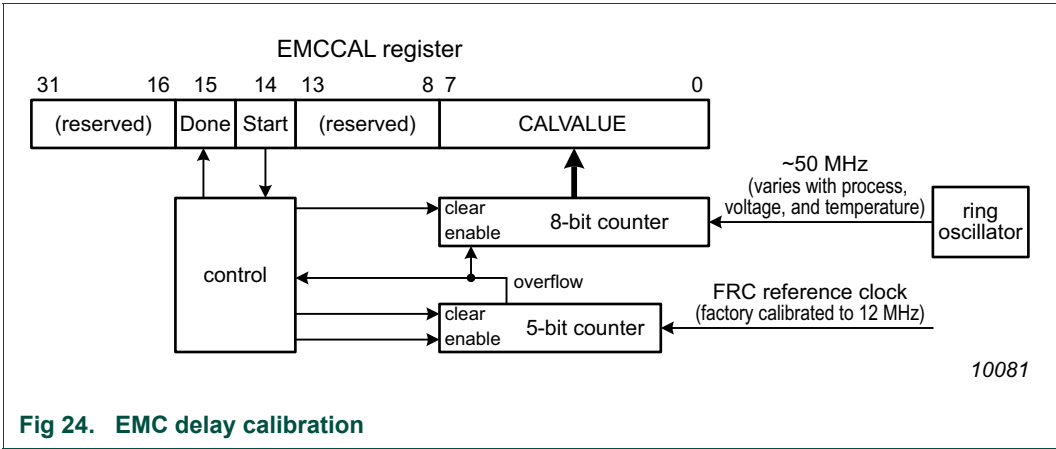 EMCCAL register
31 16 15 14 13 8 7 0
(reserved) Done Start (reserved) CALVALUE
~50 MHz
(varies with process,
voltage, and temperature)
ring
oscillator
clear
enable
8-bit counter
control
overflow
FRC reference clock
(factory calibrated to 12 MHz)
clear
enable
5-bit counter
10081
Fig 24. EMC delay calibration